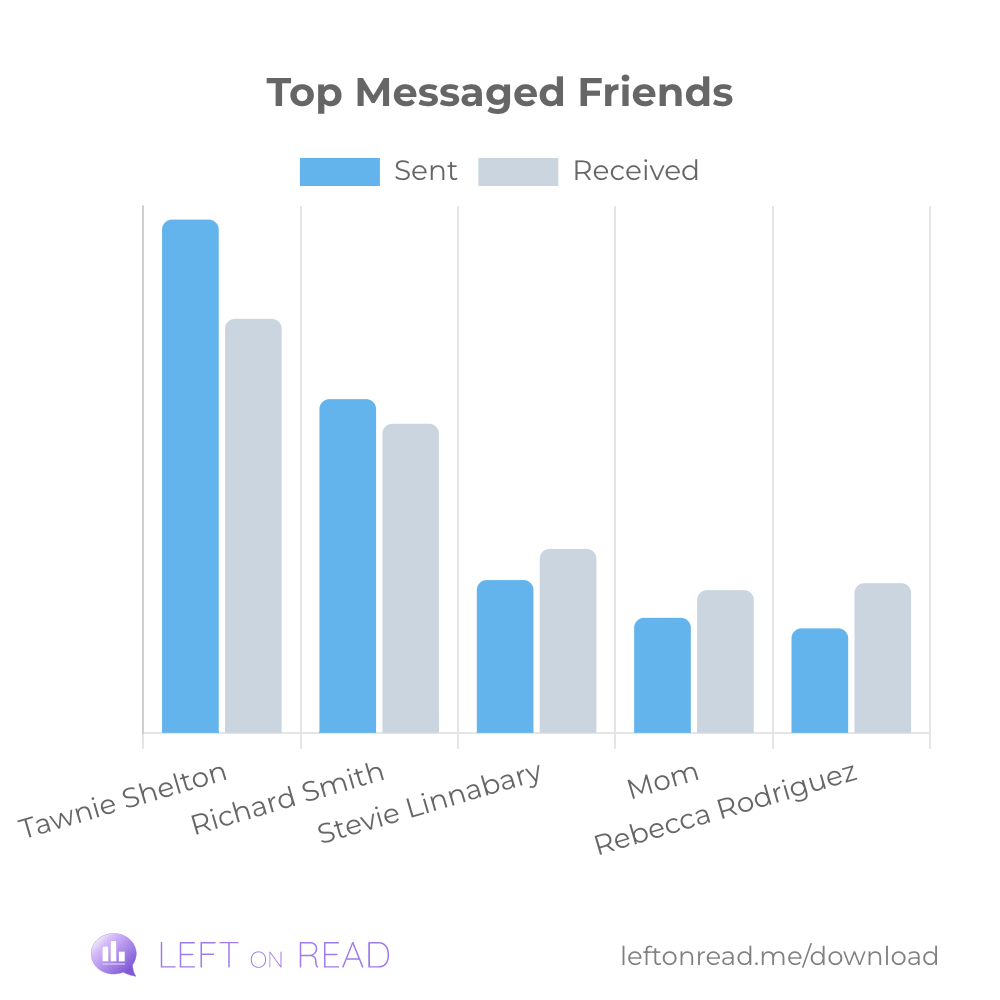 Top Messaged Friends
Sent Received
Tawnie Shelton
Richard Smith
Stevie Linnabary
Mom
Rebecca Rodriguez
LEFT ON READ
leftonread.me/download